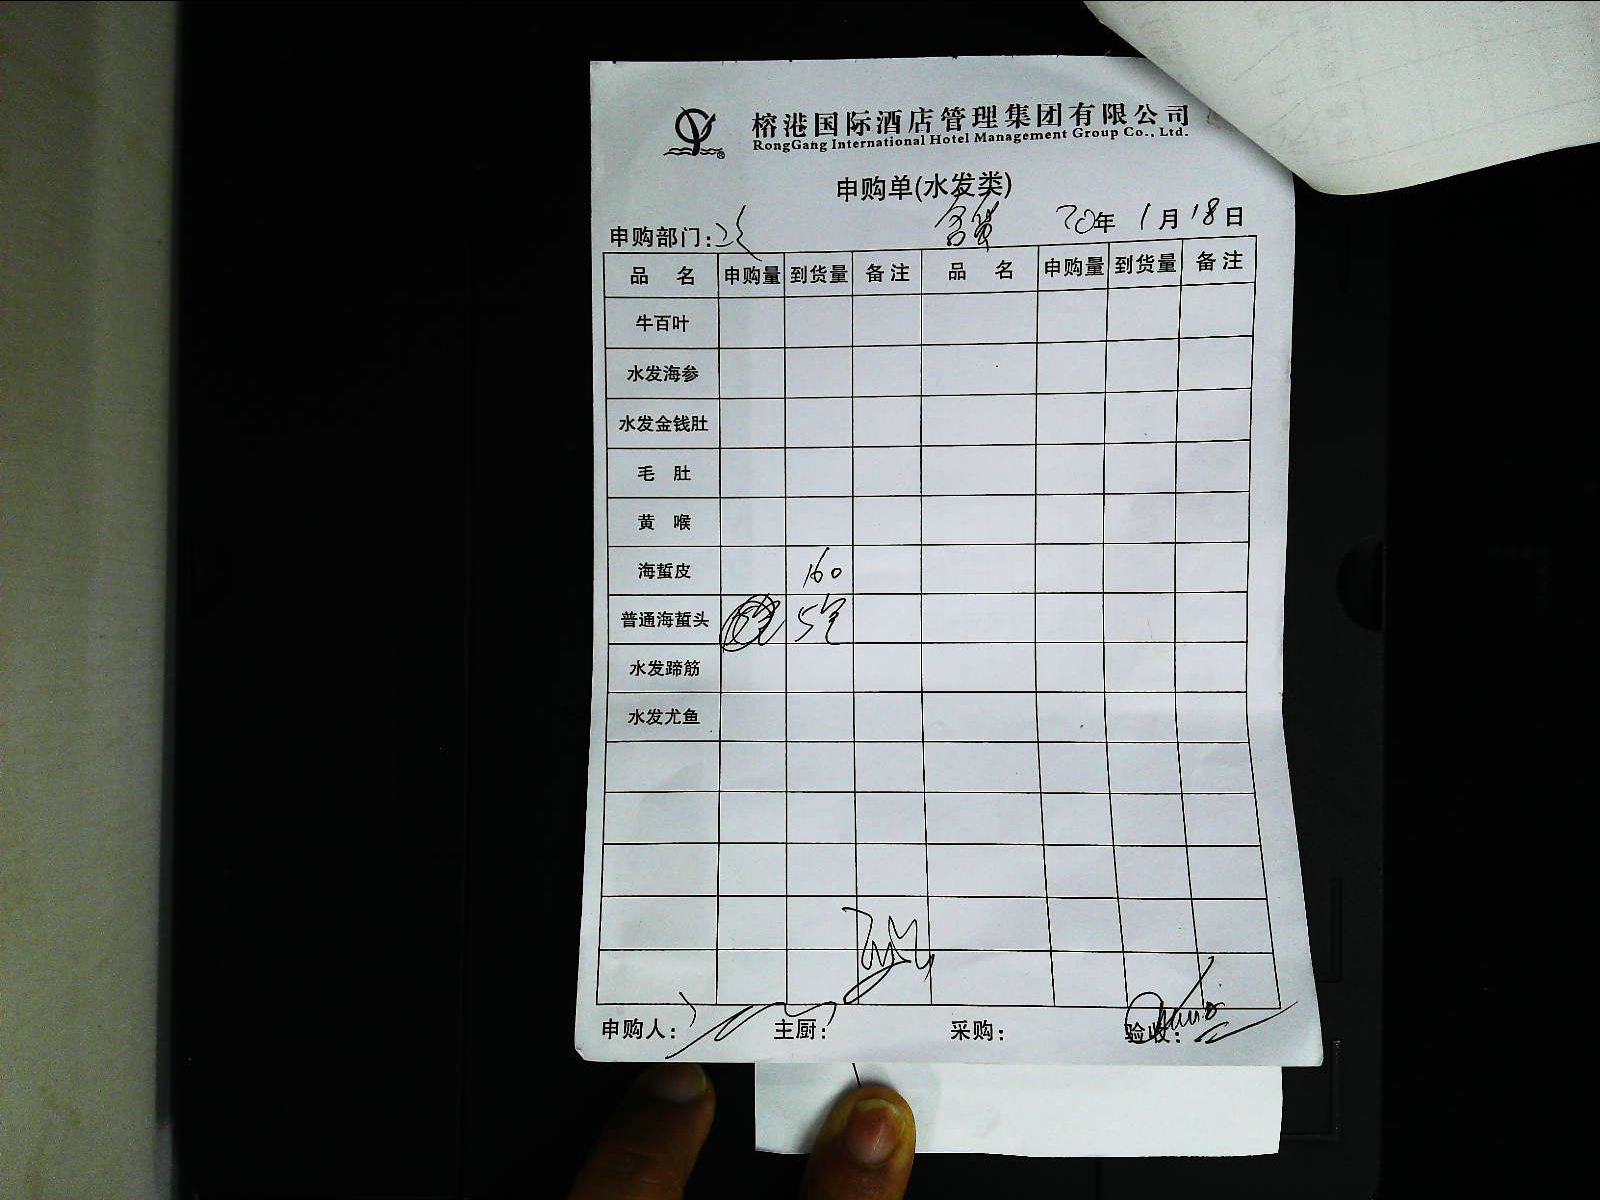 榕港国际酒店管理集团有限公司
RongGang International Hotel Management Group Co., Ltd.
申购单(水发类)
申购部门: 20年 1月 18日
品 名 申购量 到货量 备注 品 名 申购量 到货量 备注
牛百叶
水发海参
水发金钱肚
毛 肚
黄 喉
海蜇皮 160
普通海蜇头
水发蹄筋
水发尤鱼
申购人: 主厨: 采购: 验收: